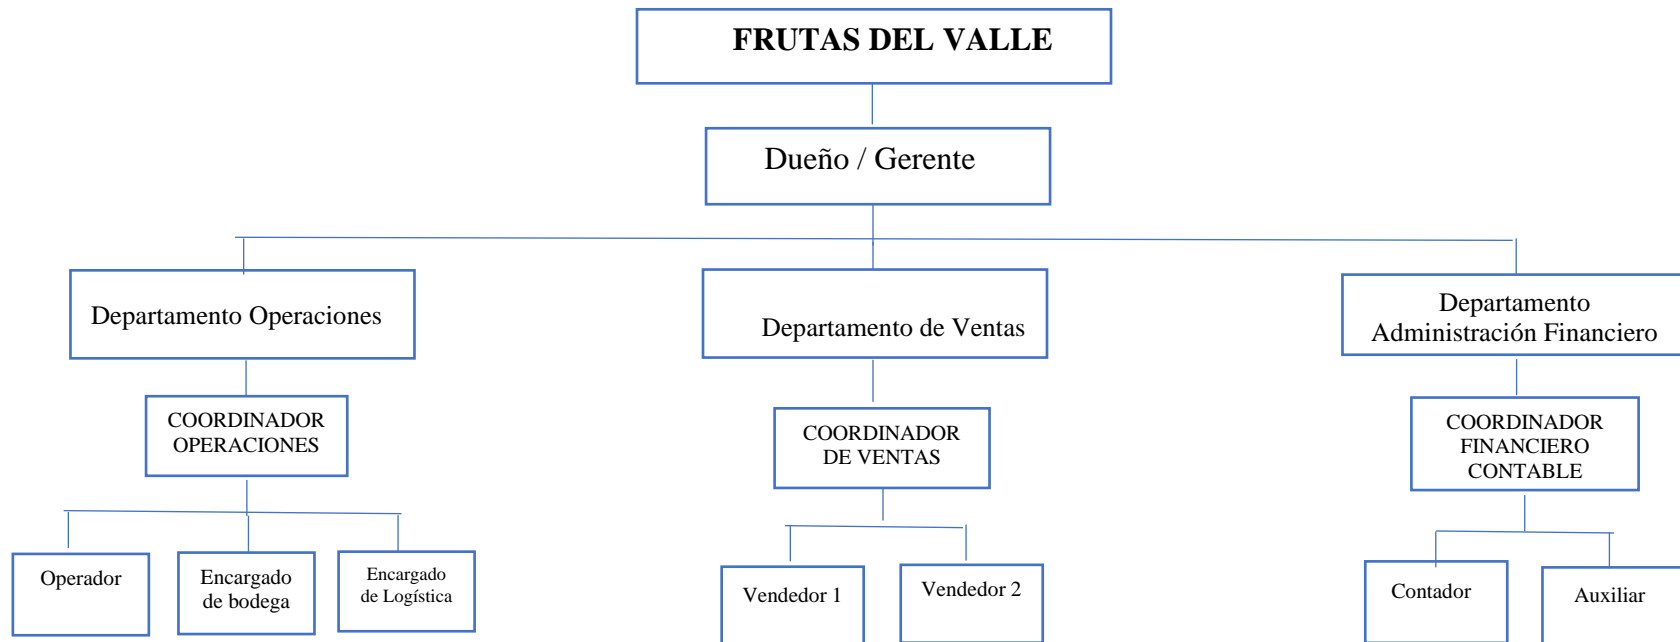 FRUTAS DEL VALLE
Dueño / Gerente
Departamento Operaciones
Departamento de Ventas
Departamento
Administración Financiero
COORDINADOR
OPERACIONES
COORDINADOR
DE VENTAS
COORDINADOR
FINANCIERO
CONTABLE
Operador
Encargado
de bodega
Encargado
de Logística
Vendedor 1
Vendedor 2
Contador
Auxiliar